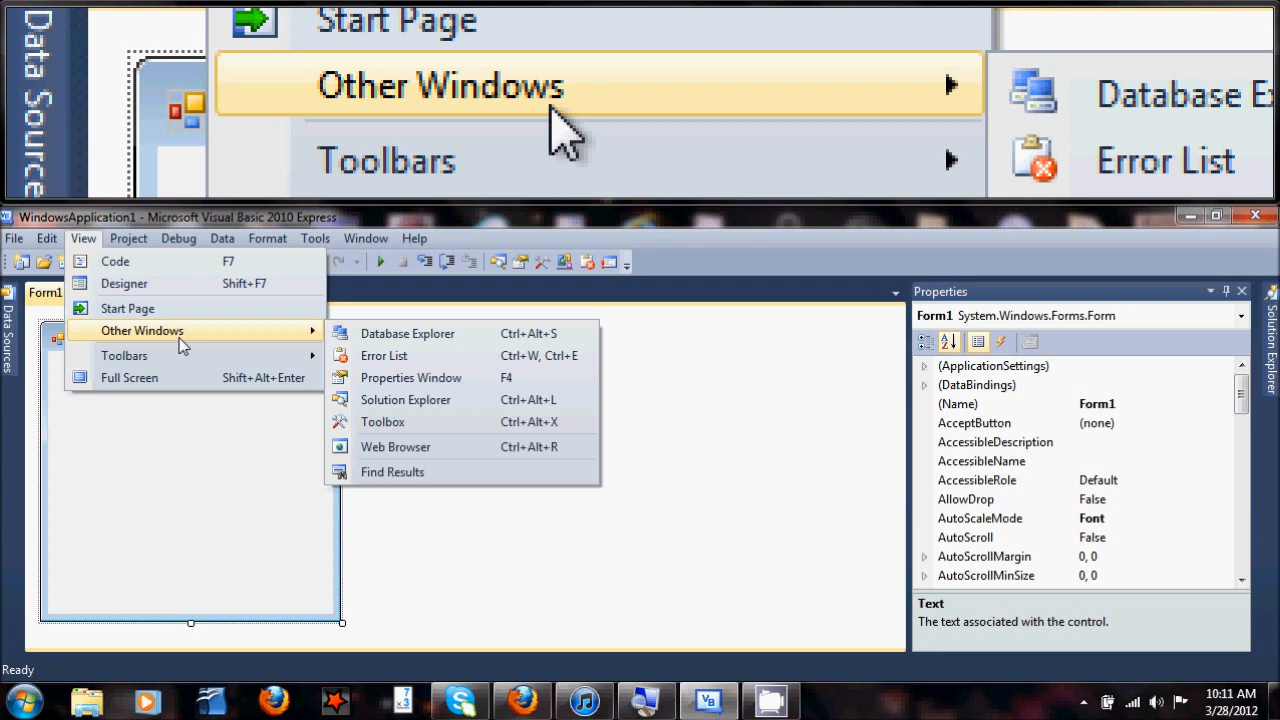 Data Source
Start Page
Other Windows
Toolbars
Database Ex
Error List
WindowsApplication1 - Microsoft Visual Basic 2010 Express
File Edit View Project Debug Data Format Tools Window Help
Code F7
Designer Shift+F7
Start Page
Other Windows
Toolbars
Full Screen Shift+Alt+Enter
Form1
Data Sources
Database Explorer Ctrl+Alt+S
Error List Ctrl+W, Ctrl+E
Properties Window F4
Solution Explorer Ctrl+Alt+L
Toolbox Ctrl+Alt+X
Web Browser Ctrl+Alt+R
Find Results
Properties
Form1 System.Windows.Forms.Form
(ApplicationSettings)
(DataBindings)
(Name) Form1
AcceptButton (none)
AccessibleDescription
AccessibleName
AccessibleRole Default
AllowDrop False
AutoScaleMode Font
AutoScroll False
AutoScrollMargin 0, 0
AutoScrollMinSize 0, 0
Text
The text associated with the control.
Solution Explorer
Ready
10:11 AM
3/28/2012